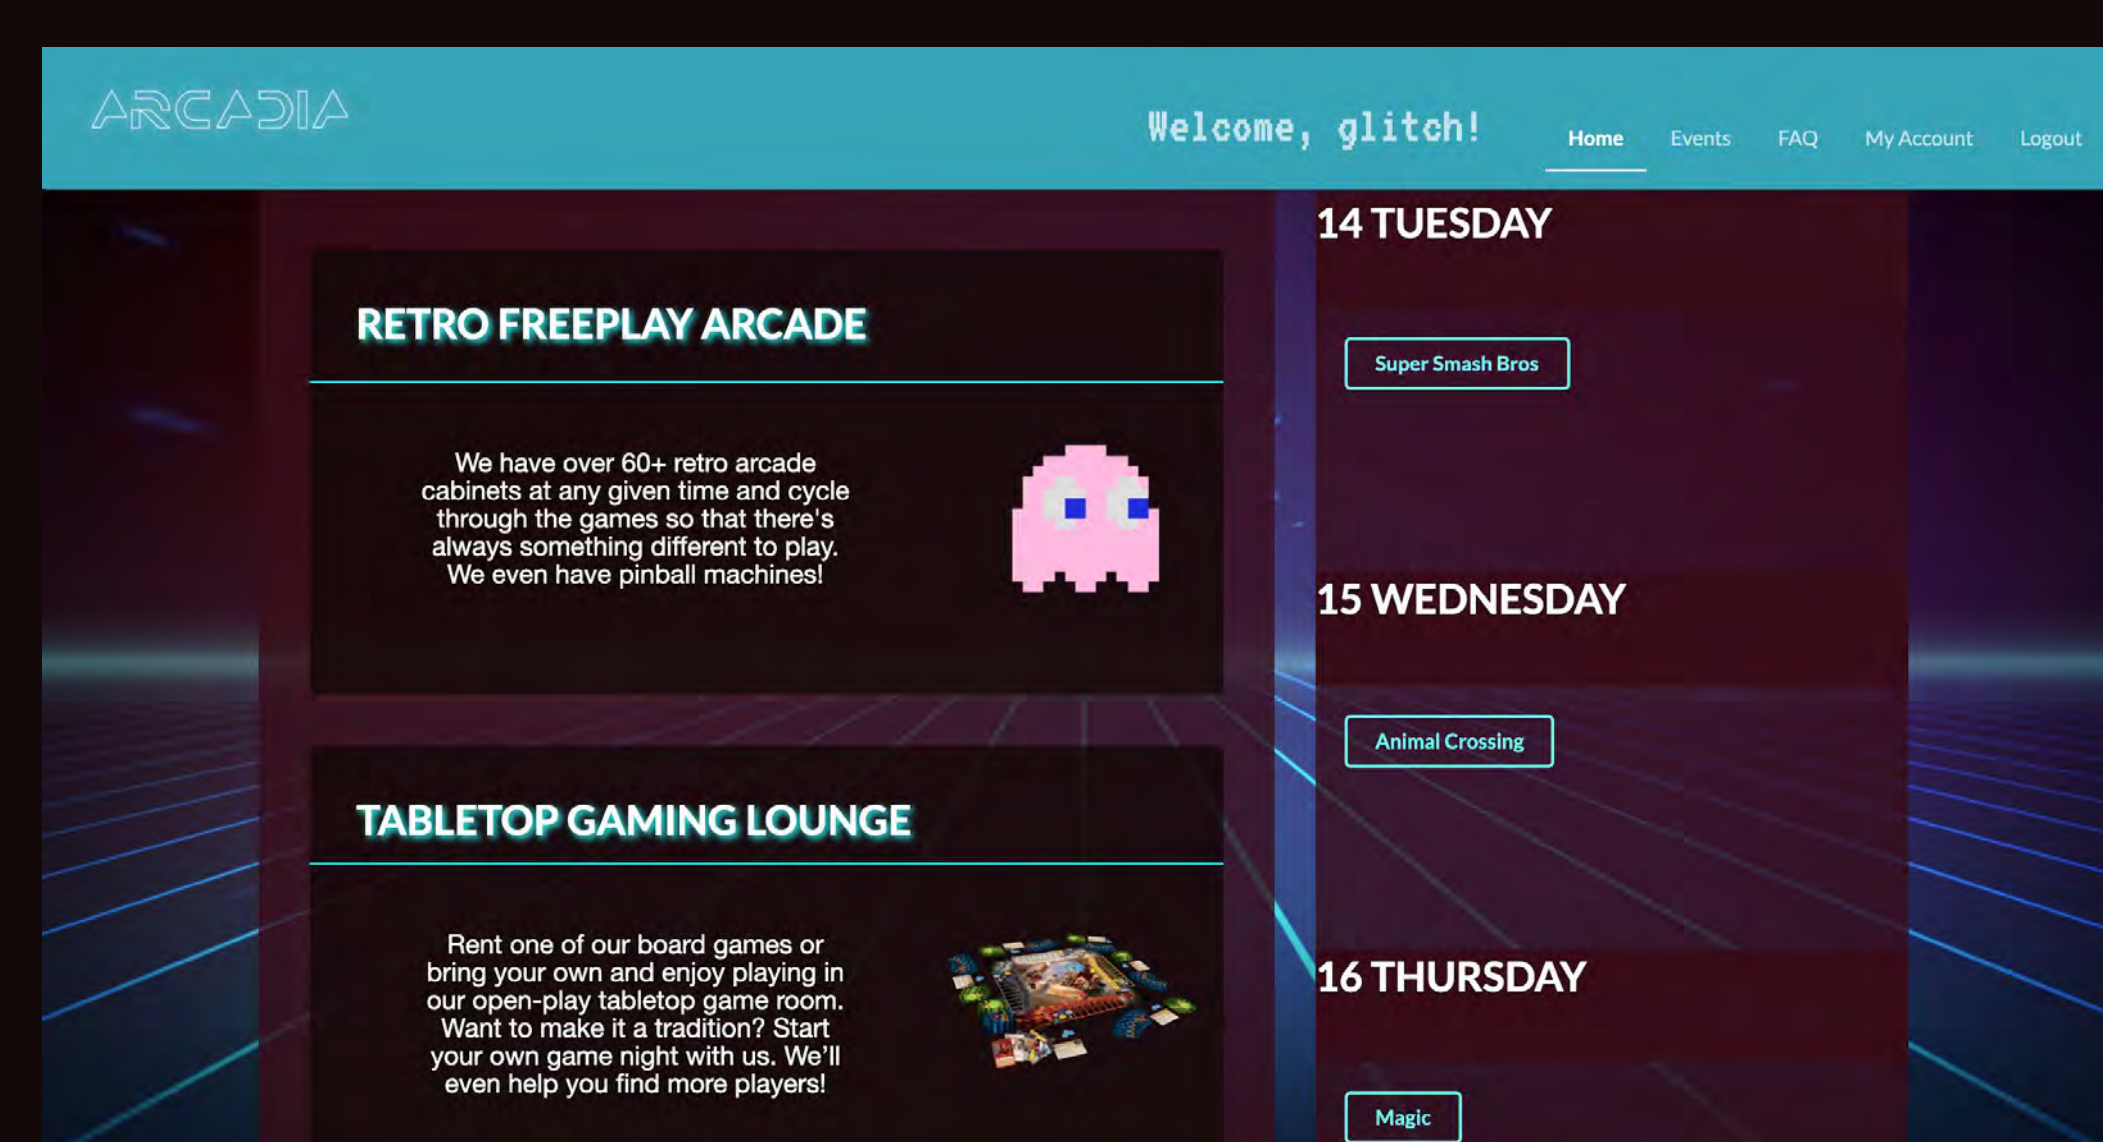 ARCADIA
Welcome, glitch!
Home Events FAQ My Account Logout
RETRO FREEPLAY ARCADE
We have over 60+ retro arcade
cabinets at any given time and cycle
through the games so that there's
always something different to play.
We even have pinball machines!
TABLETOP GAMING LOUNGE
Rent one of our board games or
bring your own and enjoy playing in
our open-play tabletop game room.
Want to make it a tradition? Start
your own game night with us. We’ll
even help you find more players!
14 TUESDAY
Super Smash Bros
15 WEDNESDAY
Animal Crossing
16 THURSDAY
Magic